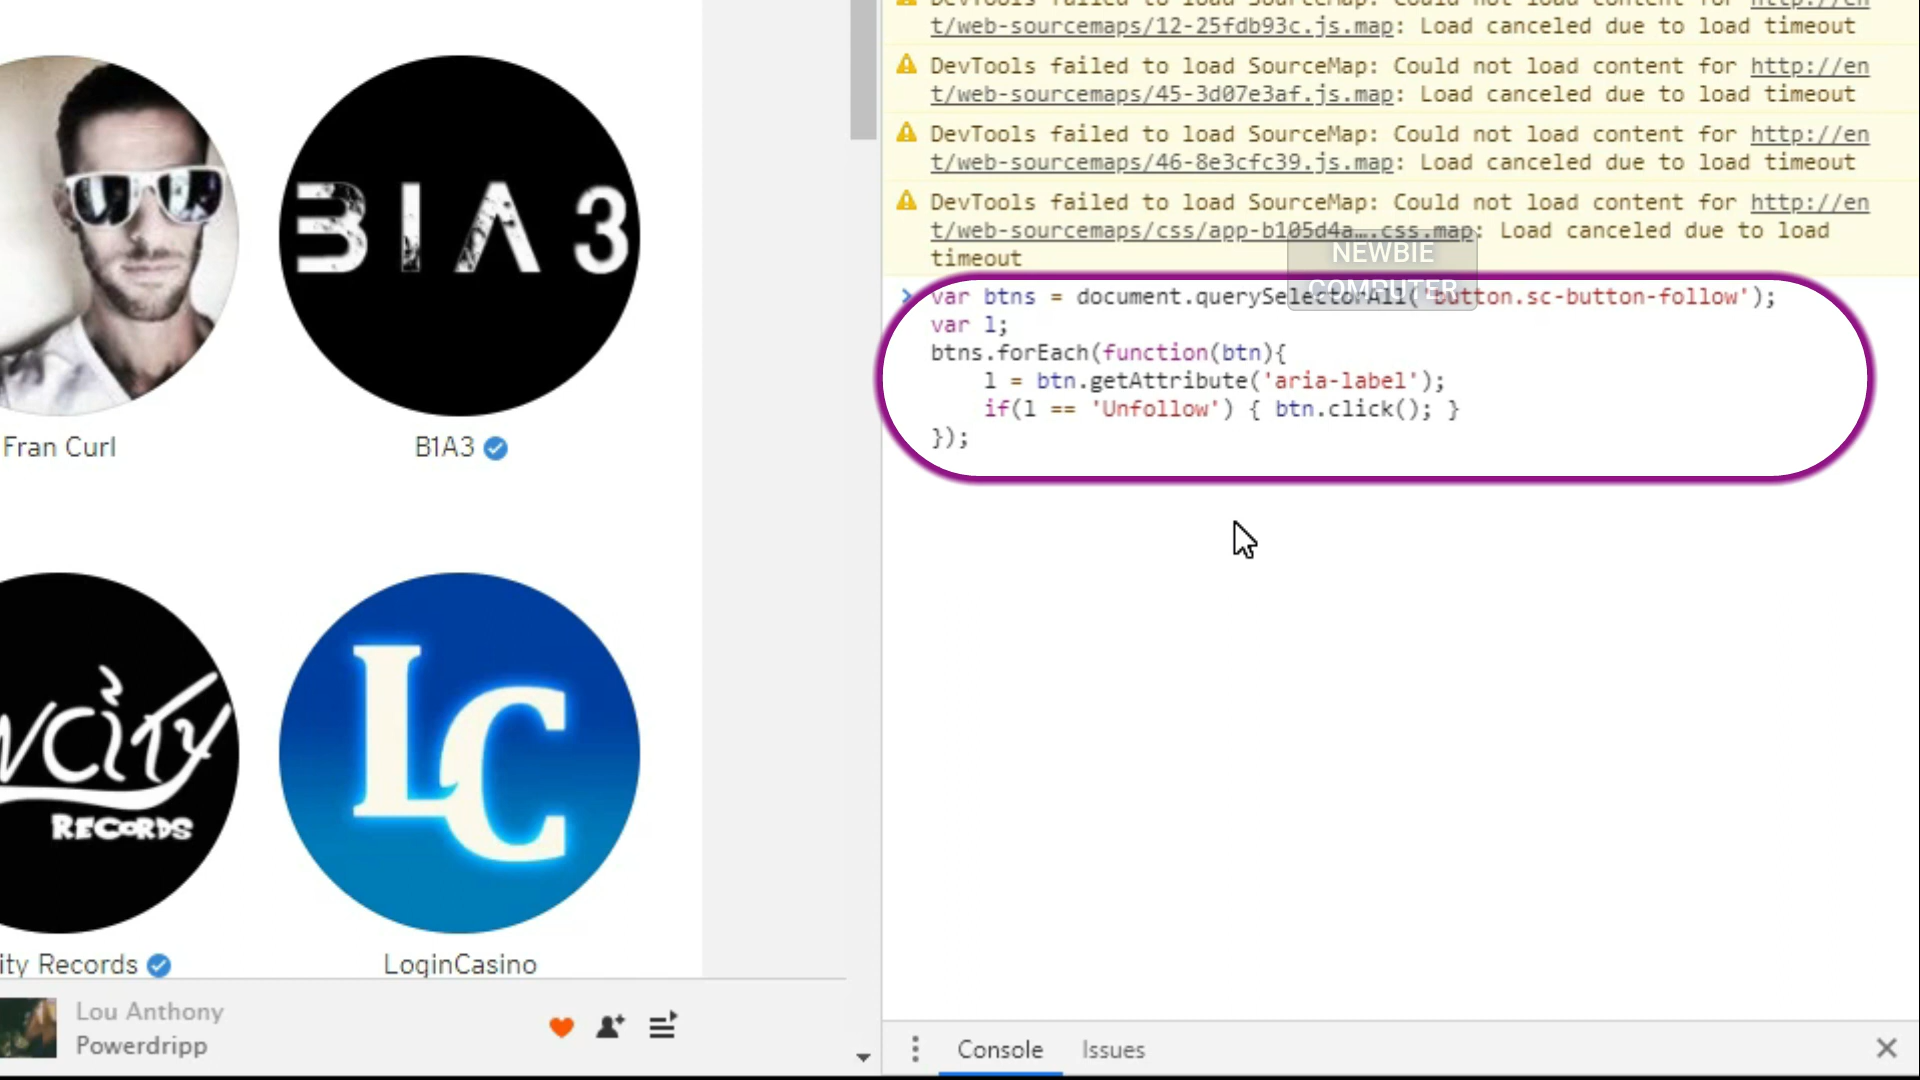 B1A3
Fran Curl
B1A3
RECORDS
LC
ity Records
LoginCasino
Lou Anthony
Powerdripp
t/web-sourcemaps/12-25fdb93c.js.map: Load canceled due to load timeout
DevTools failed to load SourceMap: Could not load content for http://en
t/web-sourcemaps/45-3d07e3af.js.map: Load canceled due to load timeout
DevTools failed to load SourceMap: Could not load content for http://en
t/web-sourcemaps/46-8e3cfc39.js.map: Load canceled due to load timeout
DevTools failed to load SourceMap: Could not load content for http://en
t/web-sourcemaps/css/app-b105d4a….css.map: Load canceled due to load
timeout
NEWBIE
COMPUTER
var btns = document.querySelectorAll('button.sc-button-follow');
var l;
btns.forEach(function(btn){
l = btn.getAttribute('aria-label');
if(l == 'Unfollow') { btn.click(); }
});
Console Issues